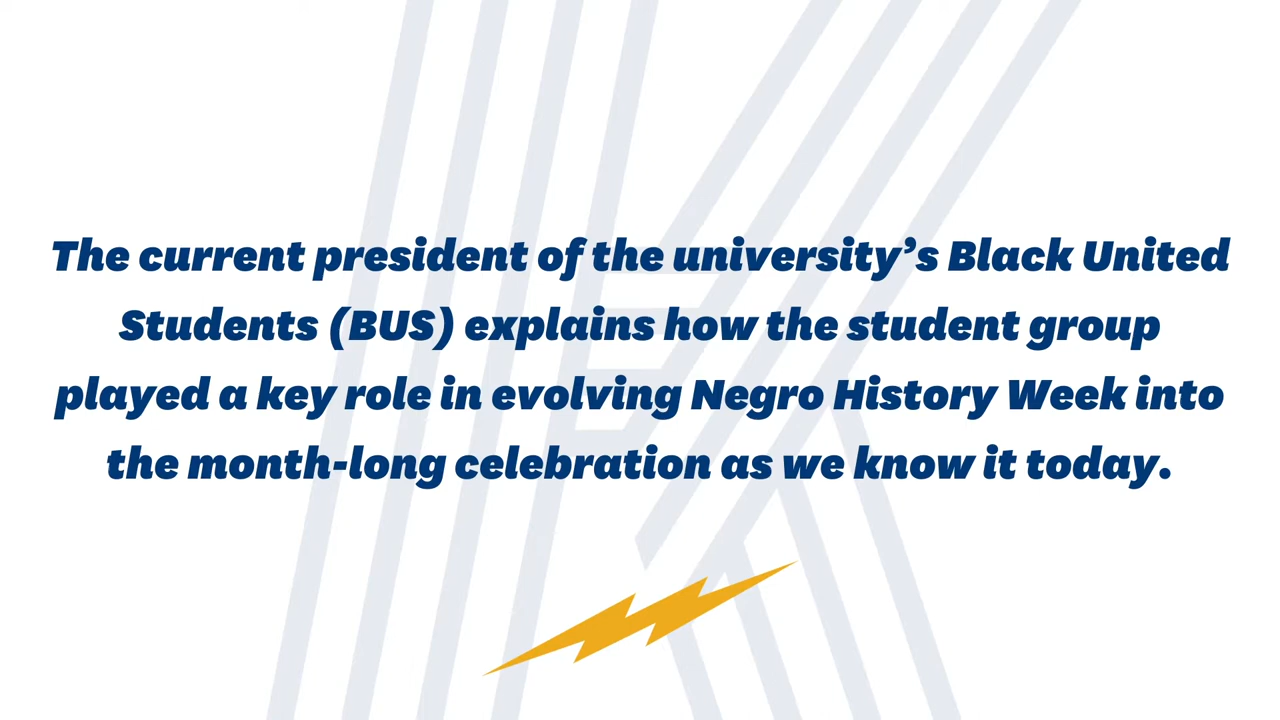 The current president of the university’s Black United
Students (BUS) explains how the student group
played a key role in evolving Negro History Week into
the month-long celebration as we know it today.